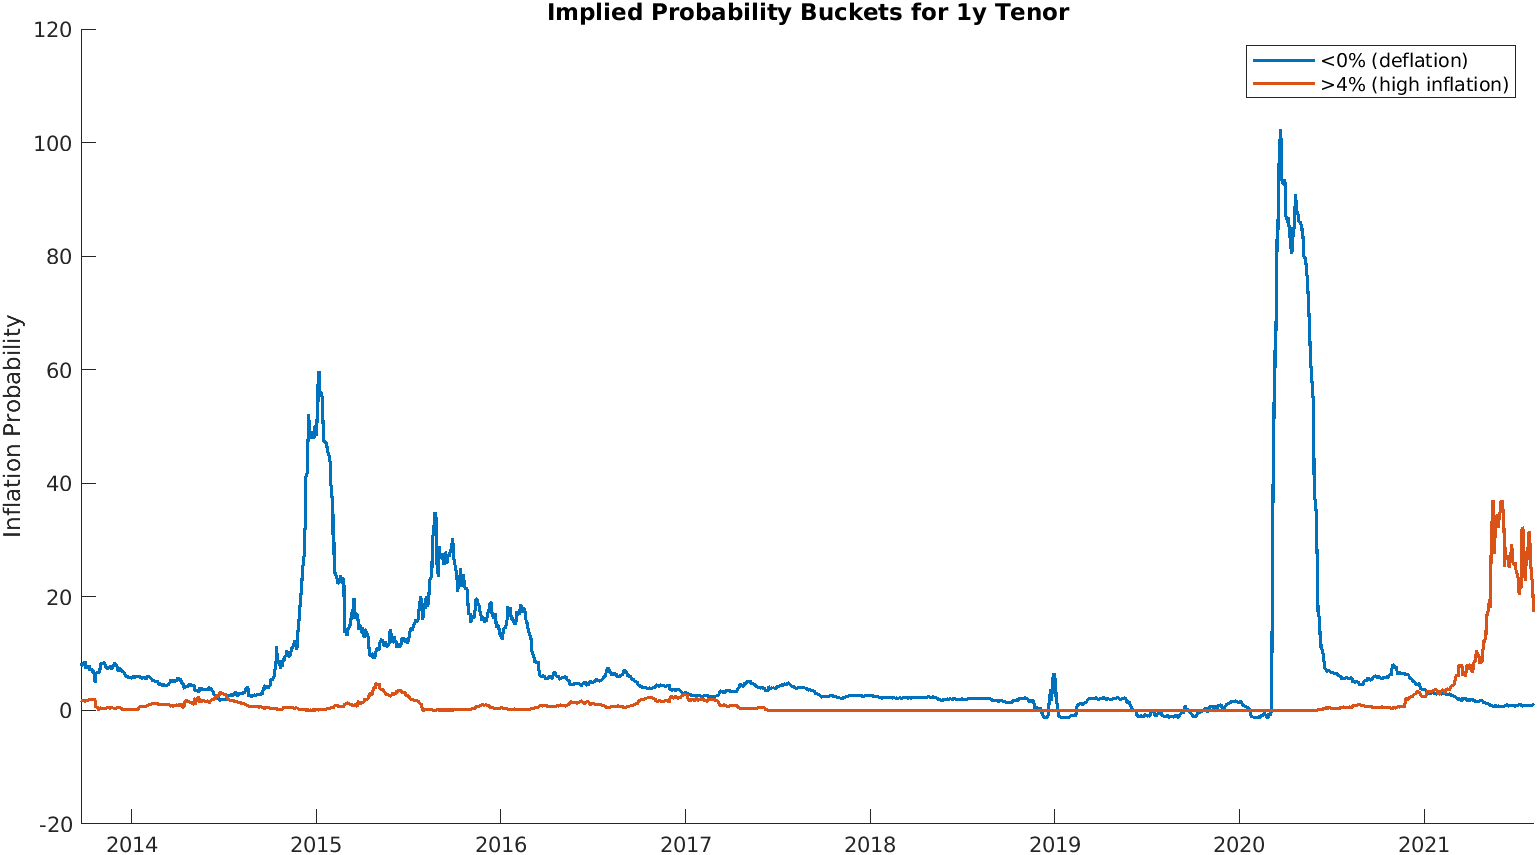 Implied Probability Buckets for 1y Tenor
120
<0% (deflation)
>4% (high inflation)
100
80
60
40
20
0
-20
Inflation Probability
2014 2015 2016 2017 2018 2019 2020 2021